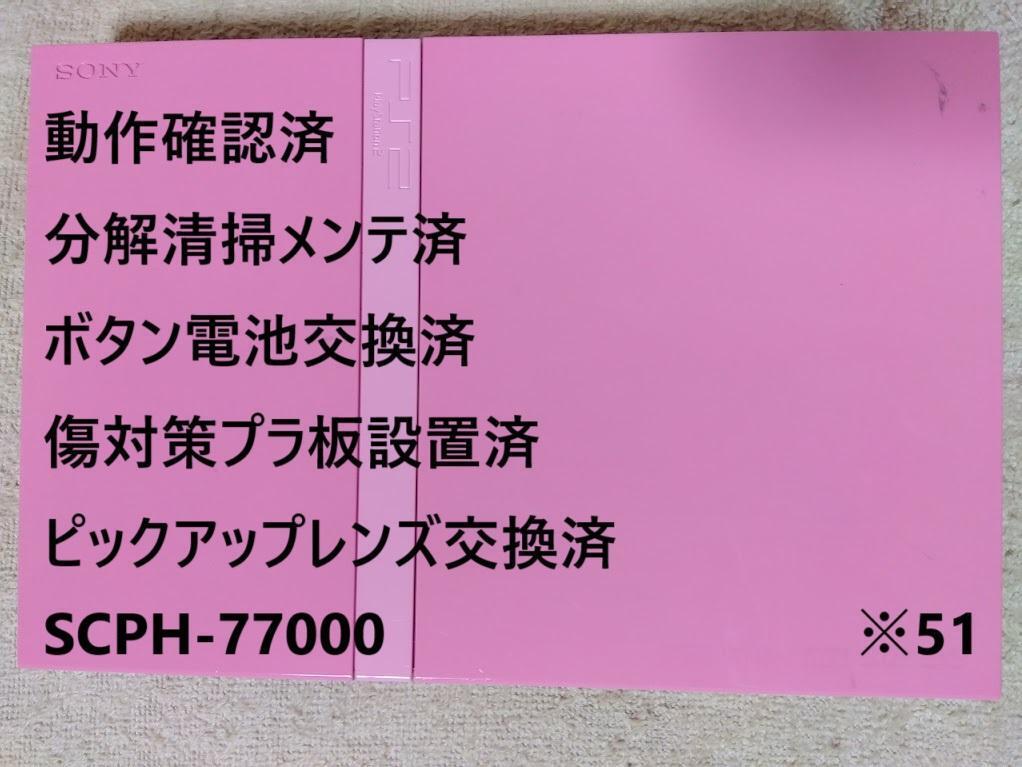 SONY
PS2
PlayStation 2
動作確認済
分解清掃メンテ済
ボタン電池交換済
傷対策プラ板設置済
ピックアップレンズ交換済
SCPH-77000
※51